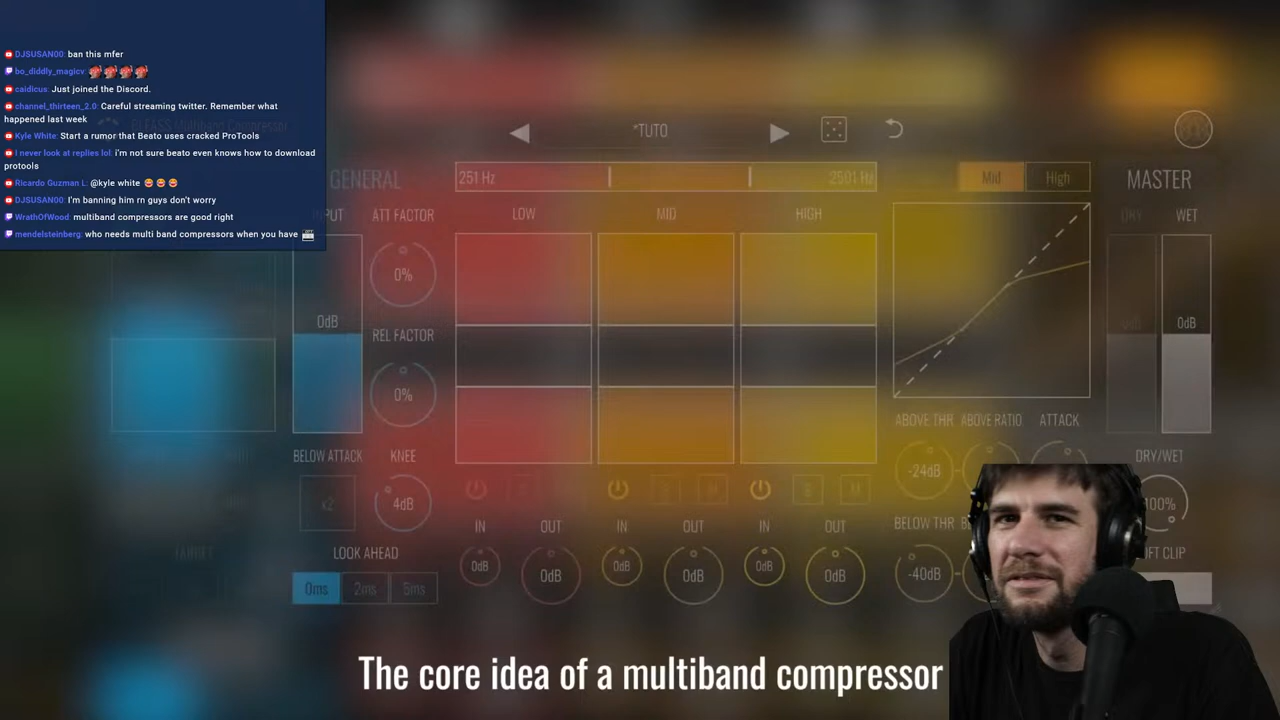 DJSUSAN00: ban this mfer
bo_diddly_magicv
caidicus: Just joined the Discord.
channel_thirteen_2.0: Careful streaming twitter. Remember what
happened last week
Kyle White: Start a rumor that Beato uses cracked ProTools
I never look at replies lol: i'm not sure beato even knows how to download
protools
Ricardo Guzman L: @kyle white
DJSUSAN00: I'm banning him rn guys don't worry
WrathOfWood: multiband compressors are good right
mendelsteinberg: who needs multi band compressors when you have
BLEASS Multiband Compressor
*TUTO
GENERAL
251 Hz
2501 Hz
Mid
High
MASTER
ATT FACTOR
LOW
MID
HIGH
DRY
WET
0%
0dB
REL FACTOR
0dB
0%
BELOW ATTACK
KNEE
ABOVE THR
ABOVE RATIO
ATTACK
-24dB
DRY/WET
x2
4dB
100%
IN
OUT
IN
OUT
IN
OUT
BELOW THR
LOOK AHEAD
0dB
0dB
0dB
0dB
0dB
0dB
-40dB
0ms
2ms
5ms
The core idea of a multiband compressor